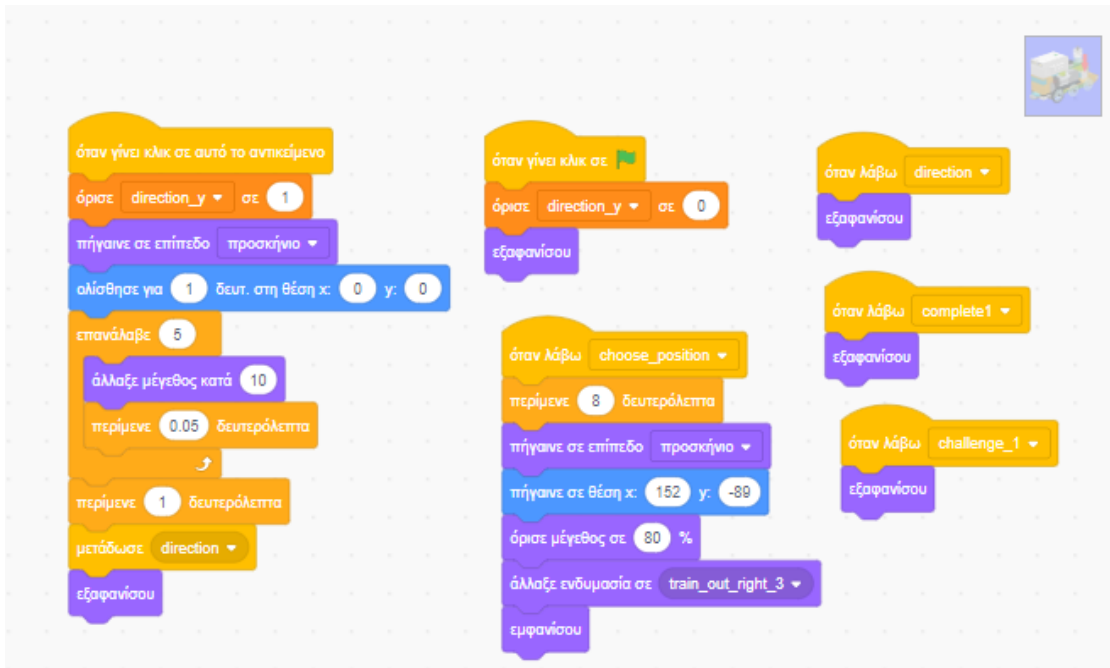 όταν γίνει κλικ σε αυτό το αντικείμενο
όρισε direction_y σε 1
πήγαινε σε επίπεδο προσκήνιο
ολίσθησε για 1 δευτ. στη θέση x: 0 y: 0
επανάλαβε 5
άλλαξε μέγεθος κατά 10
περίμενε 0.05 δευτερόλεπτα
περίμενε 1 δευτερόλεπτα
μετάδωσε direction
εξαφανίσου
όταν γίνει κλικ σε
όρισε direction_y σε 0
εξαφανίσου
όταν λάβω choose_position
περίμενε 8 δευτερόλεπτα
πήγαινε σε επίπεδο προσκήνιο
πήγαινε σε θέση x: 152 y: -89
όρισε μέγεθος σε 80 %
άλλαξε ενδυμασία σε train_out_right_3
εμφανίσου
όταν λάβω direction
εξαφανίσου
όταν λάβω complete1
εξαφανίσου
όταν λάβω challenge_1
εξαφανίσου